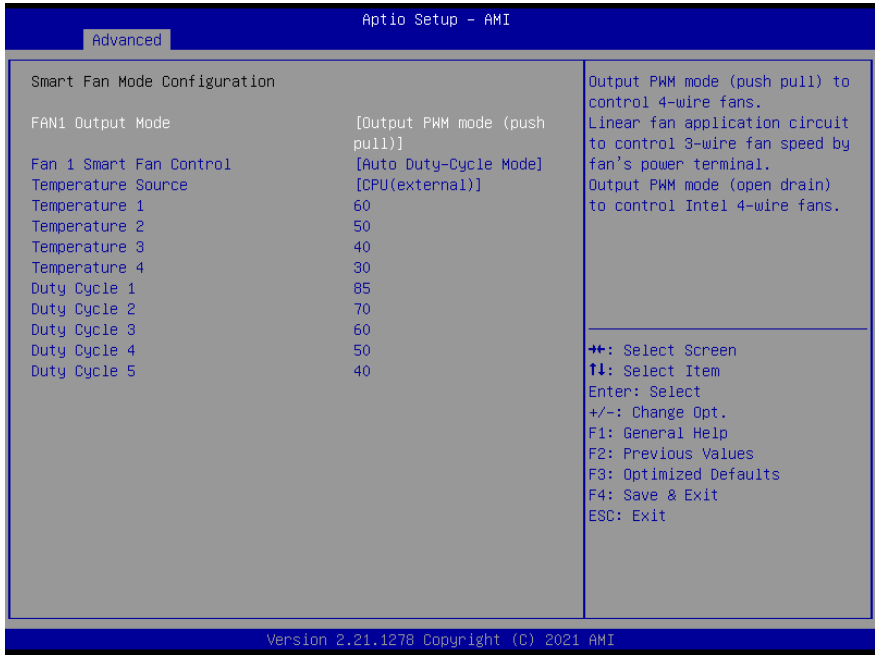 Aptio Setup – AMI
Advanced
Smart Fan Mode Configuration
FAN1 Output Mode [Output PWM mode (push
pull)]
Fan 1 Smart Fan Control [Auto Duty-Cycle Mode]
Temperature Source [CPU(external)]
Temperature 1 60
Temperature 2 50
Temperature 3 40
Temperature 4 30
Duty Cycle 1 85
Duty Cycle 2 70
Duty Cycle 3 60
Duty Cycle 4 50
Duty Cycle 5 40
Output PWM mode (push pull) to
control 4-wire fans.
Linear fan application circuit
to control 3-wire fan speed by
fan's power terminal.
Output PWM mode (open drain)
to control Intel 4-wire fans.
→←: Select Screen
↑↓: Select Item
Enter: Select
+/-: Change Opt.
F1: General Help
F2: Previous Values
F3: Optimized Defaults
F4: Save & Exit
ESC: Exit
Version 2.21.1278 Copyright (C) 2021 AMI